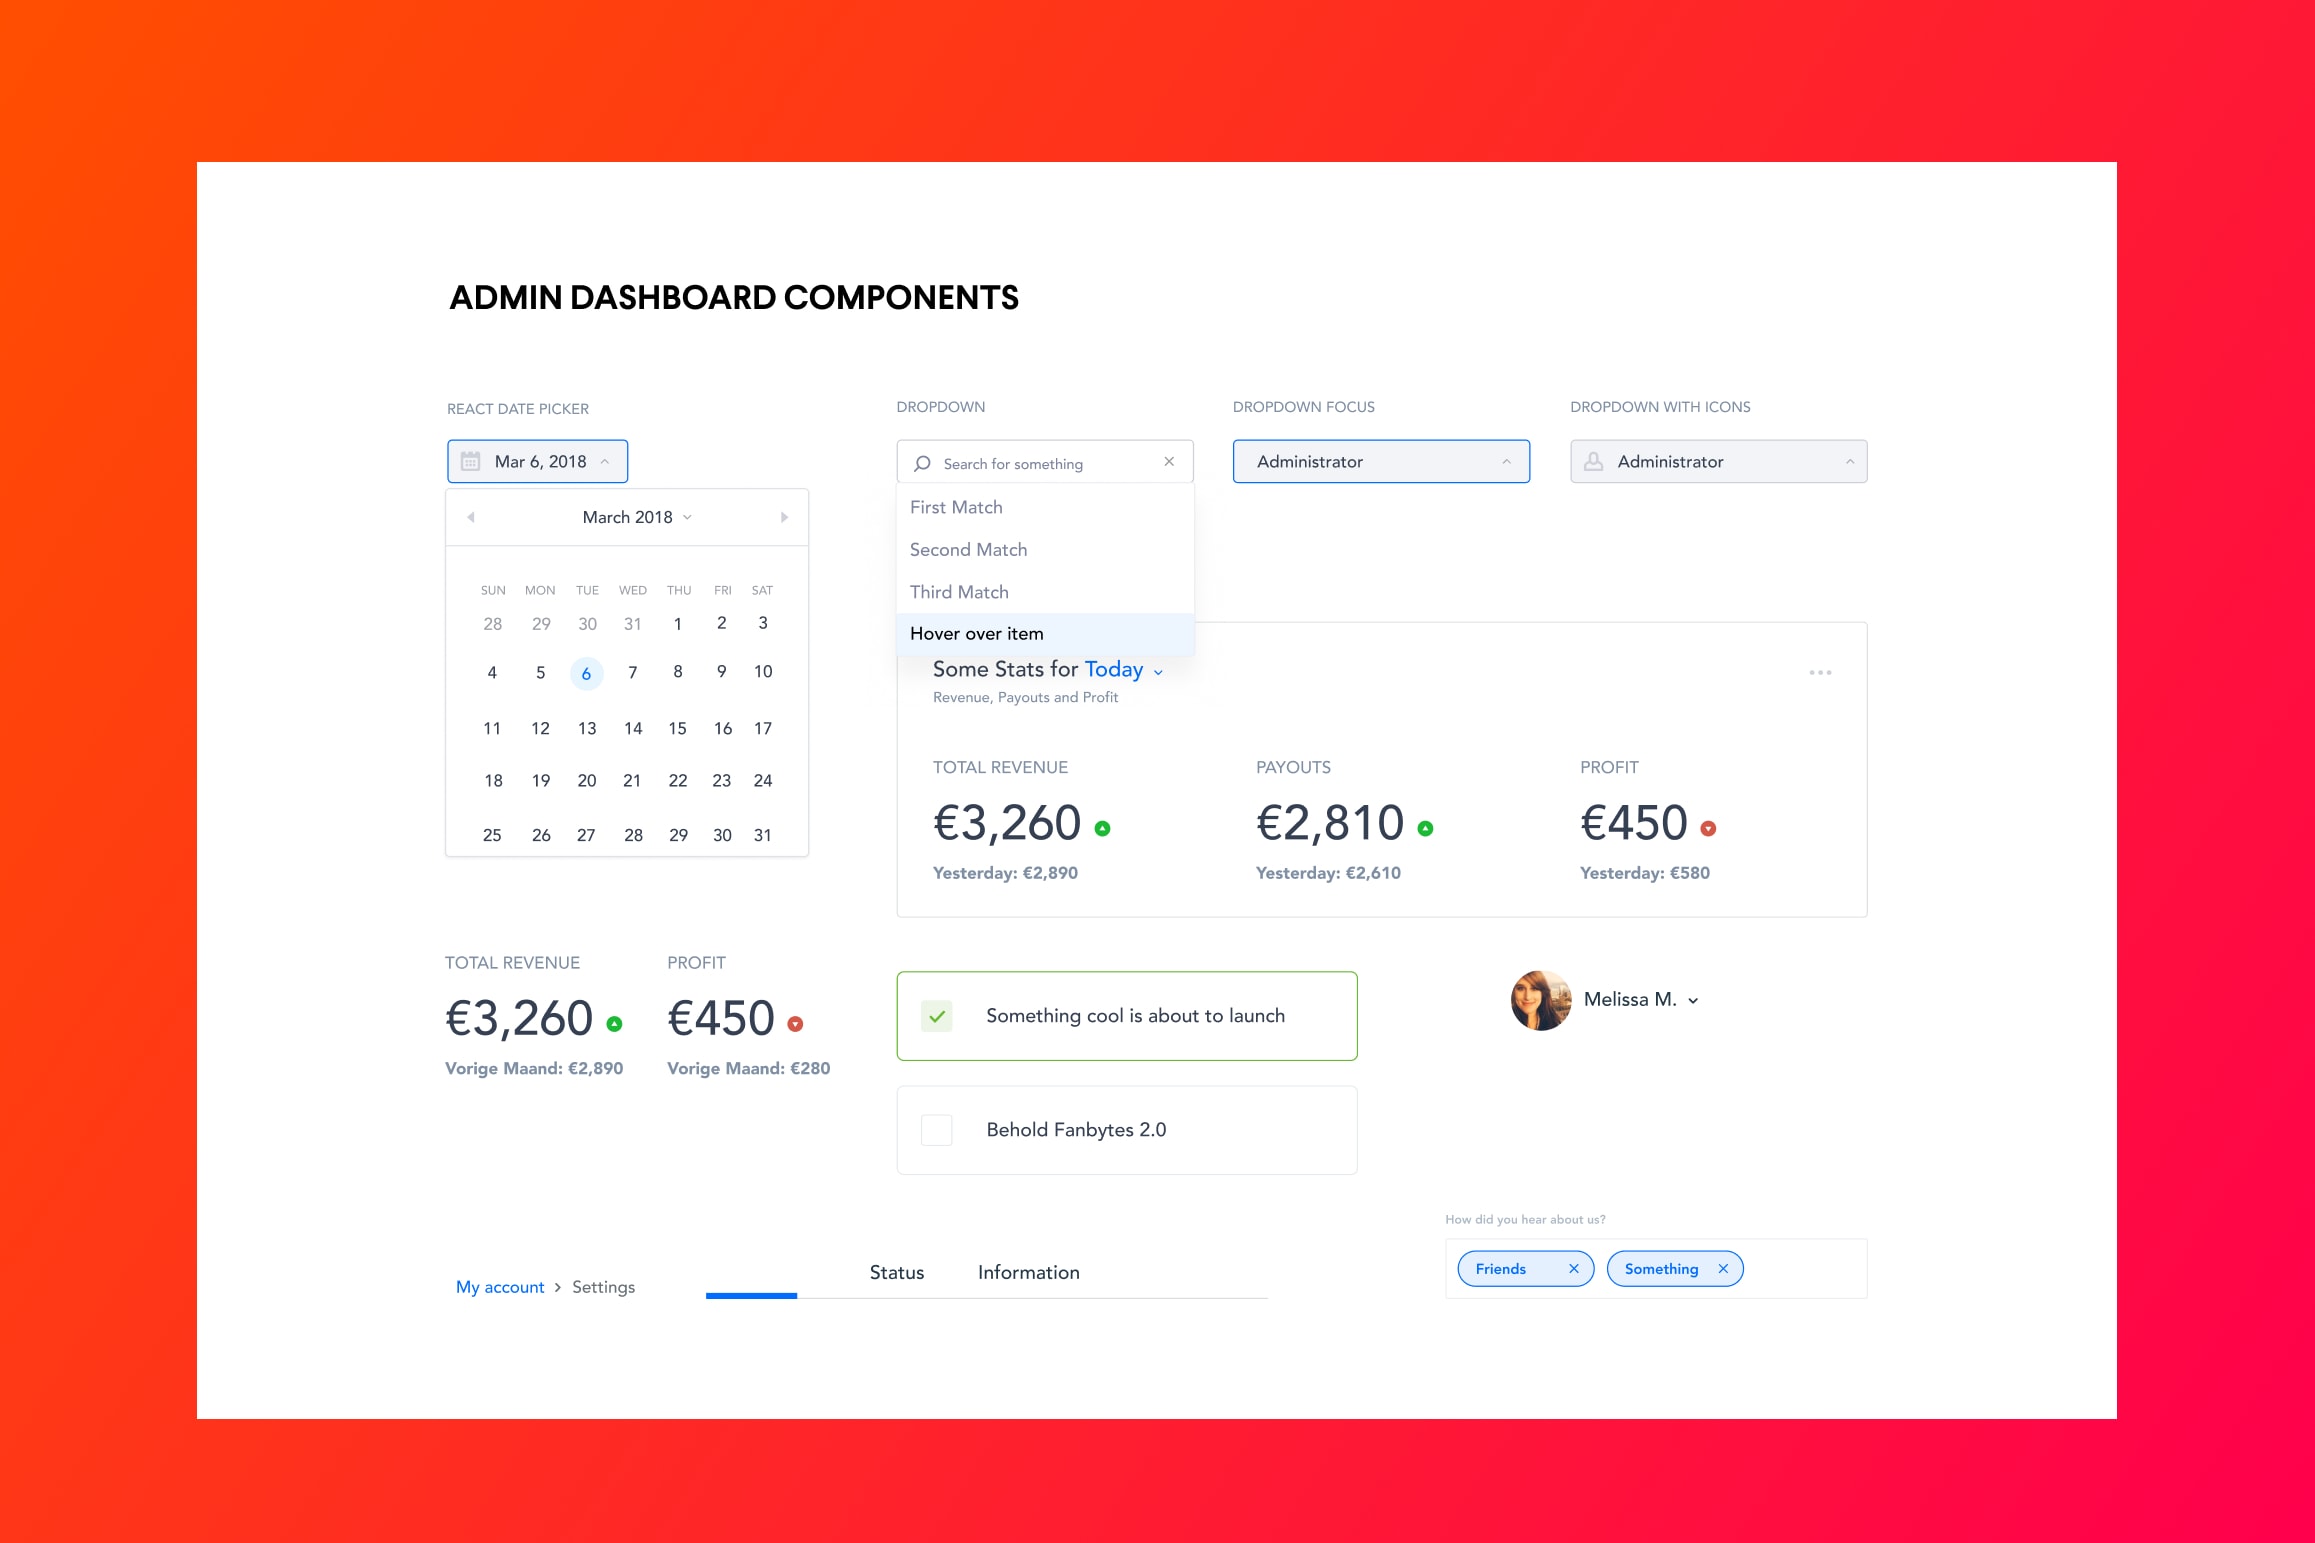 ADMIN DASHBOARD COMPONENTS
REACT DATE PICKER
DROPDOWN
DROPDOWN FOCUS
DROPDOWN WITH ICONS
Mar 6, 2018
Search for something
Administrator
Administrator
March 2018
SUN MON TUE WED THU FRI SAT
28 29 30 31 1 2 3
4 5 6 7 8 9 10
11 12 13 14 15 16 17
18 19 20 21 22 23 24
25 26 27 28 29 30 31
First Match
Second Match
Third Match
Hover over item
Some Stats for Today
Revenue, Payouts and Profit
TOTAL REVENUE
€3,260
Yesterday: €2,890
PAYOUTS
€2,810
Yesterday: €2,610
PROFIT
€450
Yesterday: €580
TOTAL REVENUE
€3,260
Vorige Maand: €2,890
PROFIT
€450
Vorige Maand: €280
Something cool is about to launch
Behold Fanbytes 2.0
Melissa M.
My account > Settings
Status
Information
How did you hear about us?
Friends
Something